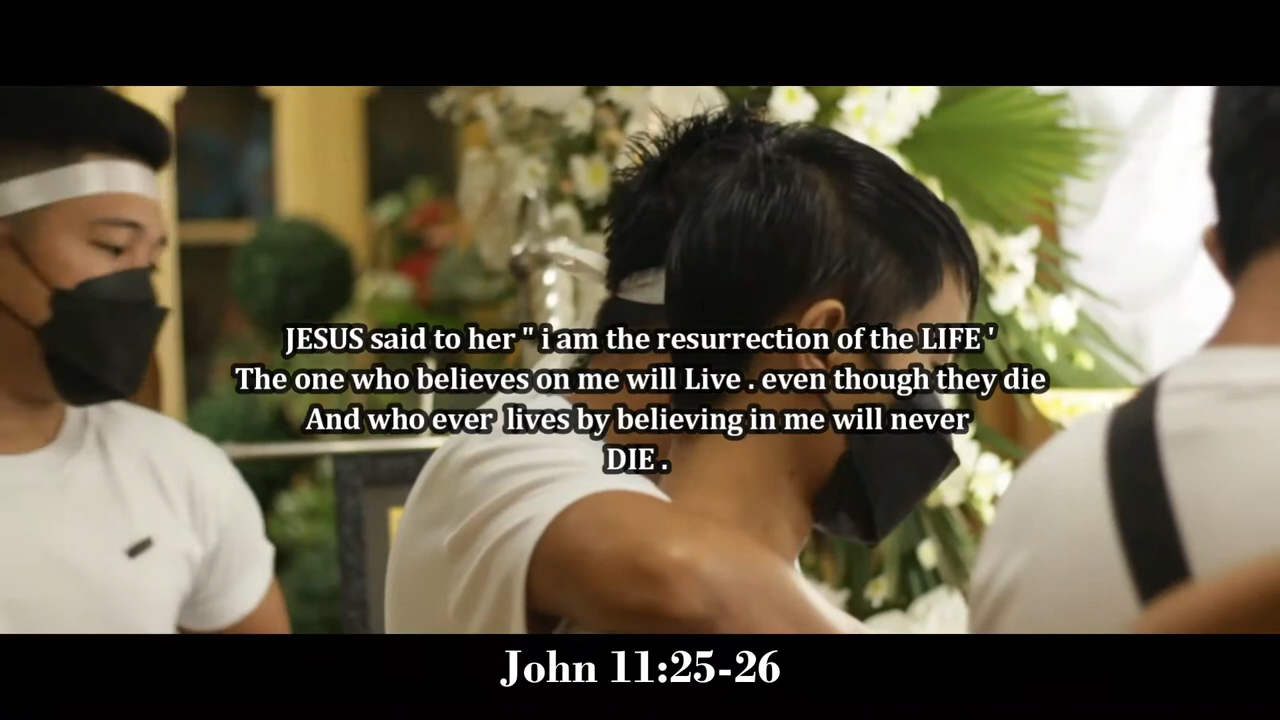 JESUS said to her " i am the resurrection of the LIFE '
The one who believes on me will Live . even though they die
And who ever lives by believing in me will never
DIE .
John 11:25-26